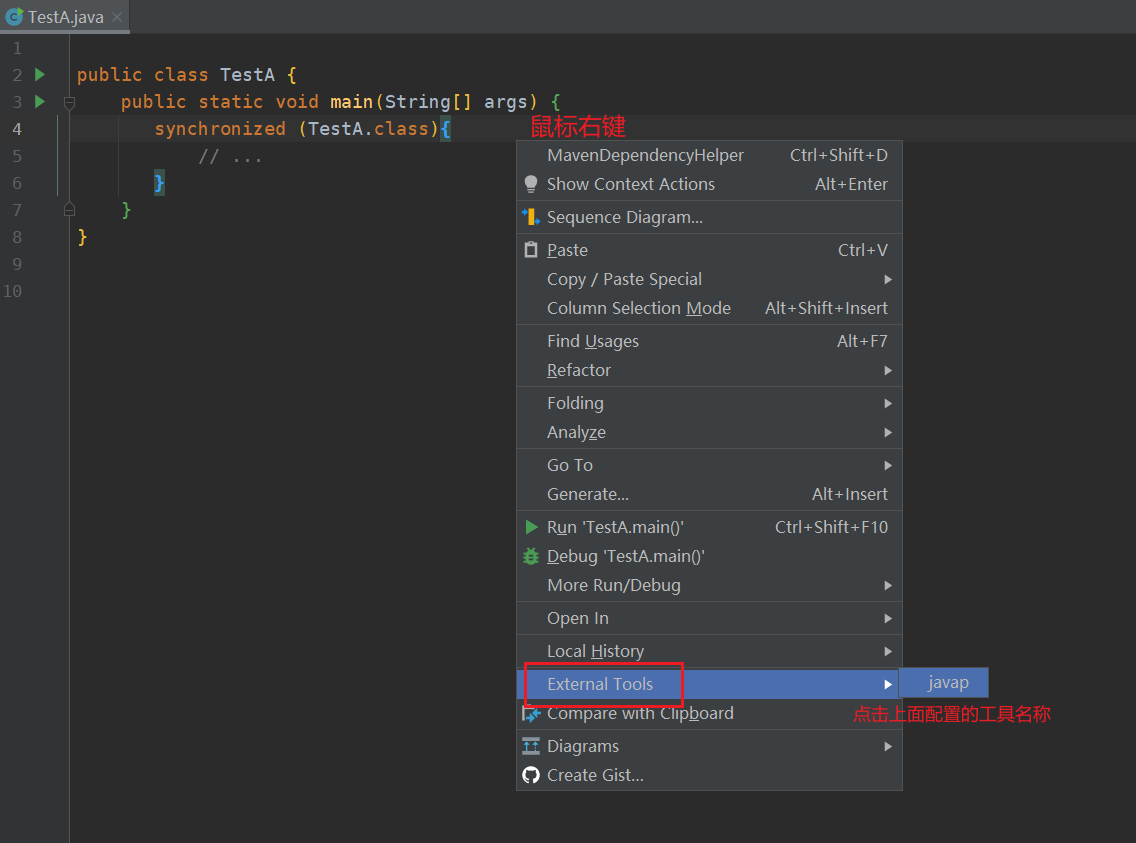 TestA.java
1
2 public class TestA {
3 public static void main(String[] args) {
4 synchronized (TestA.class){
鼠标右键
5 // ...
6 }
7 }
8 }
9
10
MavenDependencyHelper Ctrl+Shift+D
Show Context Actions Alt+Enter
Sequence Diagram...
Paste Ctrl+V
Copy / Paste Special
Column Selection Mode Alt+Shift+Insert
Find Usages Alt+F7
Refactor
Folding
Analyze
Go To
Generate... Alt+Insert
Run 'TestA.main()' Ctrl+Shift+F10
Debug 'TestA.main()'
More Run/Debug
Open In
Local History
External Tools
javap
Compare with Clipboard
点击上面配置的工具名称
Diagrams
Create Gist...